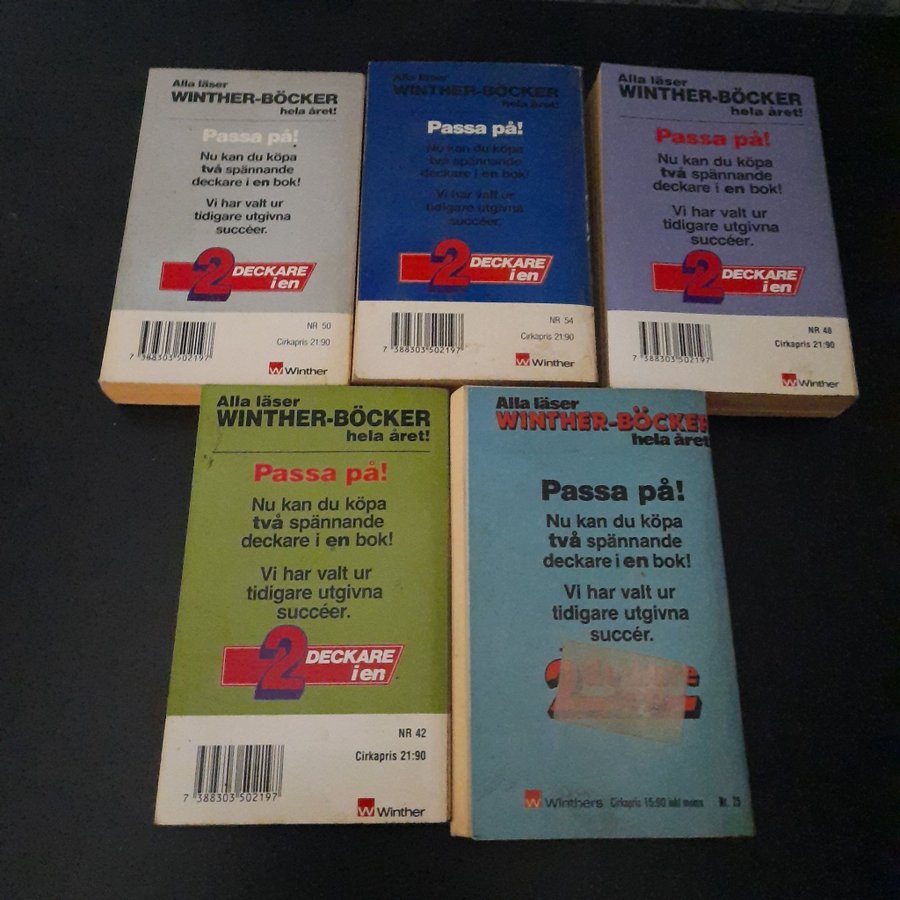 Alla läser
WINTHER-BÖCKER
hela året!
Passa på!
Nu kan du köpa
två spännande
deckare i en bok!
Vi har valt ur
tidigare utgivna
succéer.
2 DECKARE
i en
NR 50
Cirkapris 21:90
7 388303 502197
Winther
Alla läser
WINTHER-BÖCKER
hela året!
Passa på!
Nu kan du köpa
två spännande
deckare i en bok!
Vi har valt ur
tidigare utgivna
succéer.
2 DECKARE
i en
NR 54
Cirkapris 21:90
7 388303 502197
Winther
Alla läser
WINTHER-BÖCKER
hela året!
Passa på!
Nu kan du köpa
två spännande
deckare i en bok!
Vi har valt ur
tidigare utgivna
succéer.
2 DECKARE
i en
NR 48
Cirkapris 21:90
7 388303 502197
Winther
Alla läser
WINTHER-BÖCKER
hela året!
Passa på!
Nu kan du köpa
två spännande
deckare i en bok!
Vi har valt ur
tidigare utgivna
succéer.
2 DECKARE
i en
NR 42
Cirkapris 21:90
7 388303 502197
Winther
Alla läser
WINTHER-BÖCKER
hela året
Passa på!
Nu kan du köpa
två spännande
deckare i en bok!
Vi har valt ur
tidigare utgivna
succér.
Winthers Cirkapris 15:90 inkl moms Nr. 25